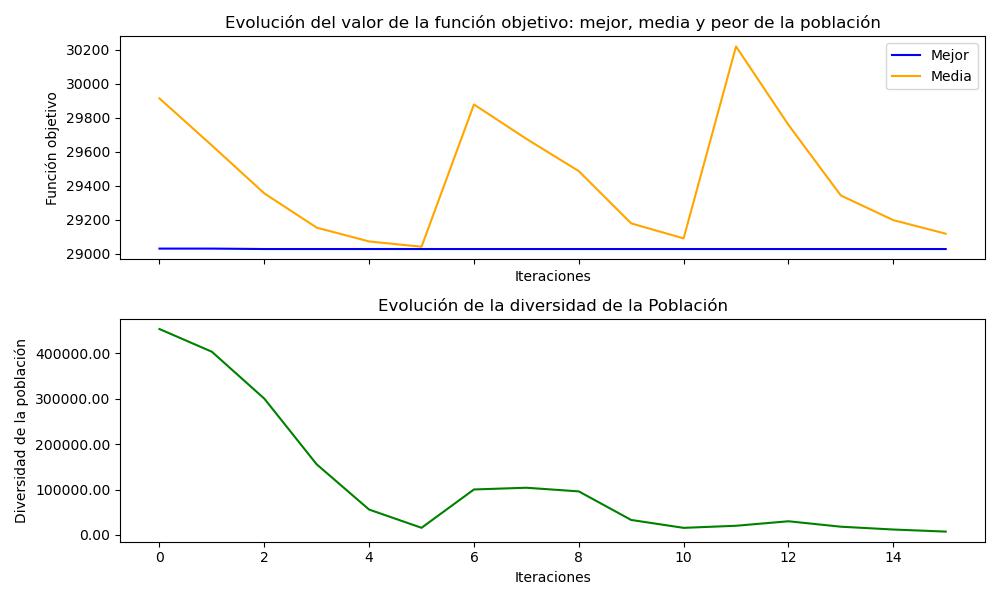 Evolución del valor de la función objetivo: mejor, media y peor de la población
30200
30000
29800
29600
29400
29200
29000
Función objetivo
Mejor
Media
Iteraciones
Evolución de la diversidad de la Población
400000.00
300000.00
200000.00
100000.00
0.00
Diversidad de la población
0 2 4 6 8 10 12 14
Iteraciones